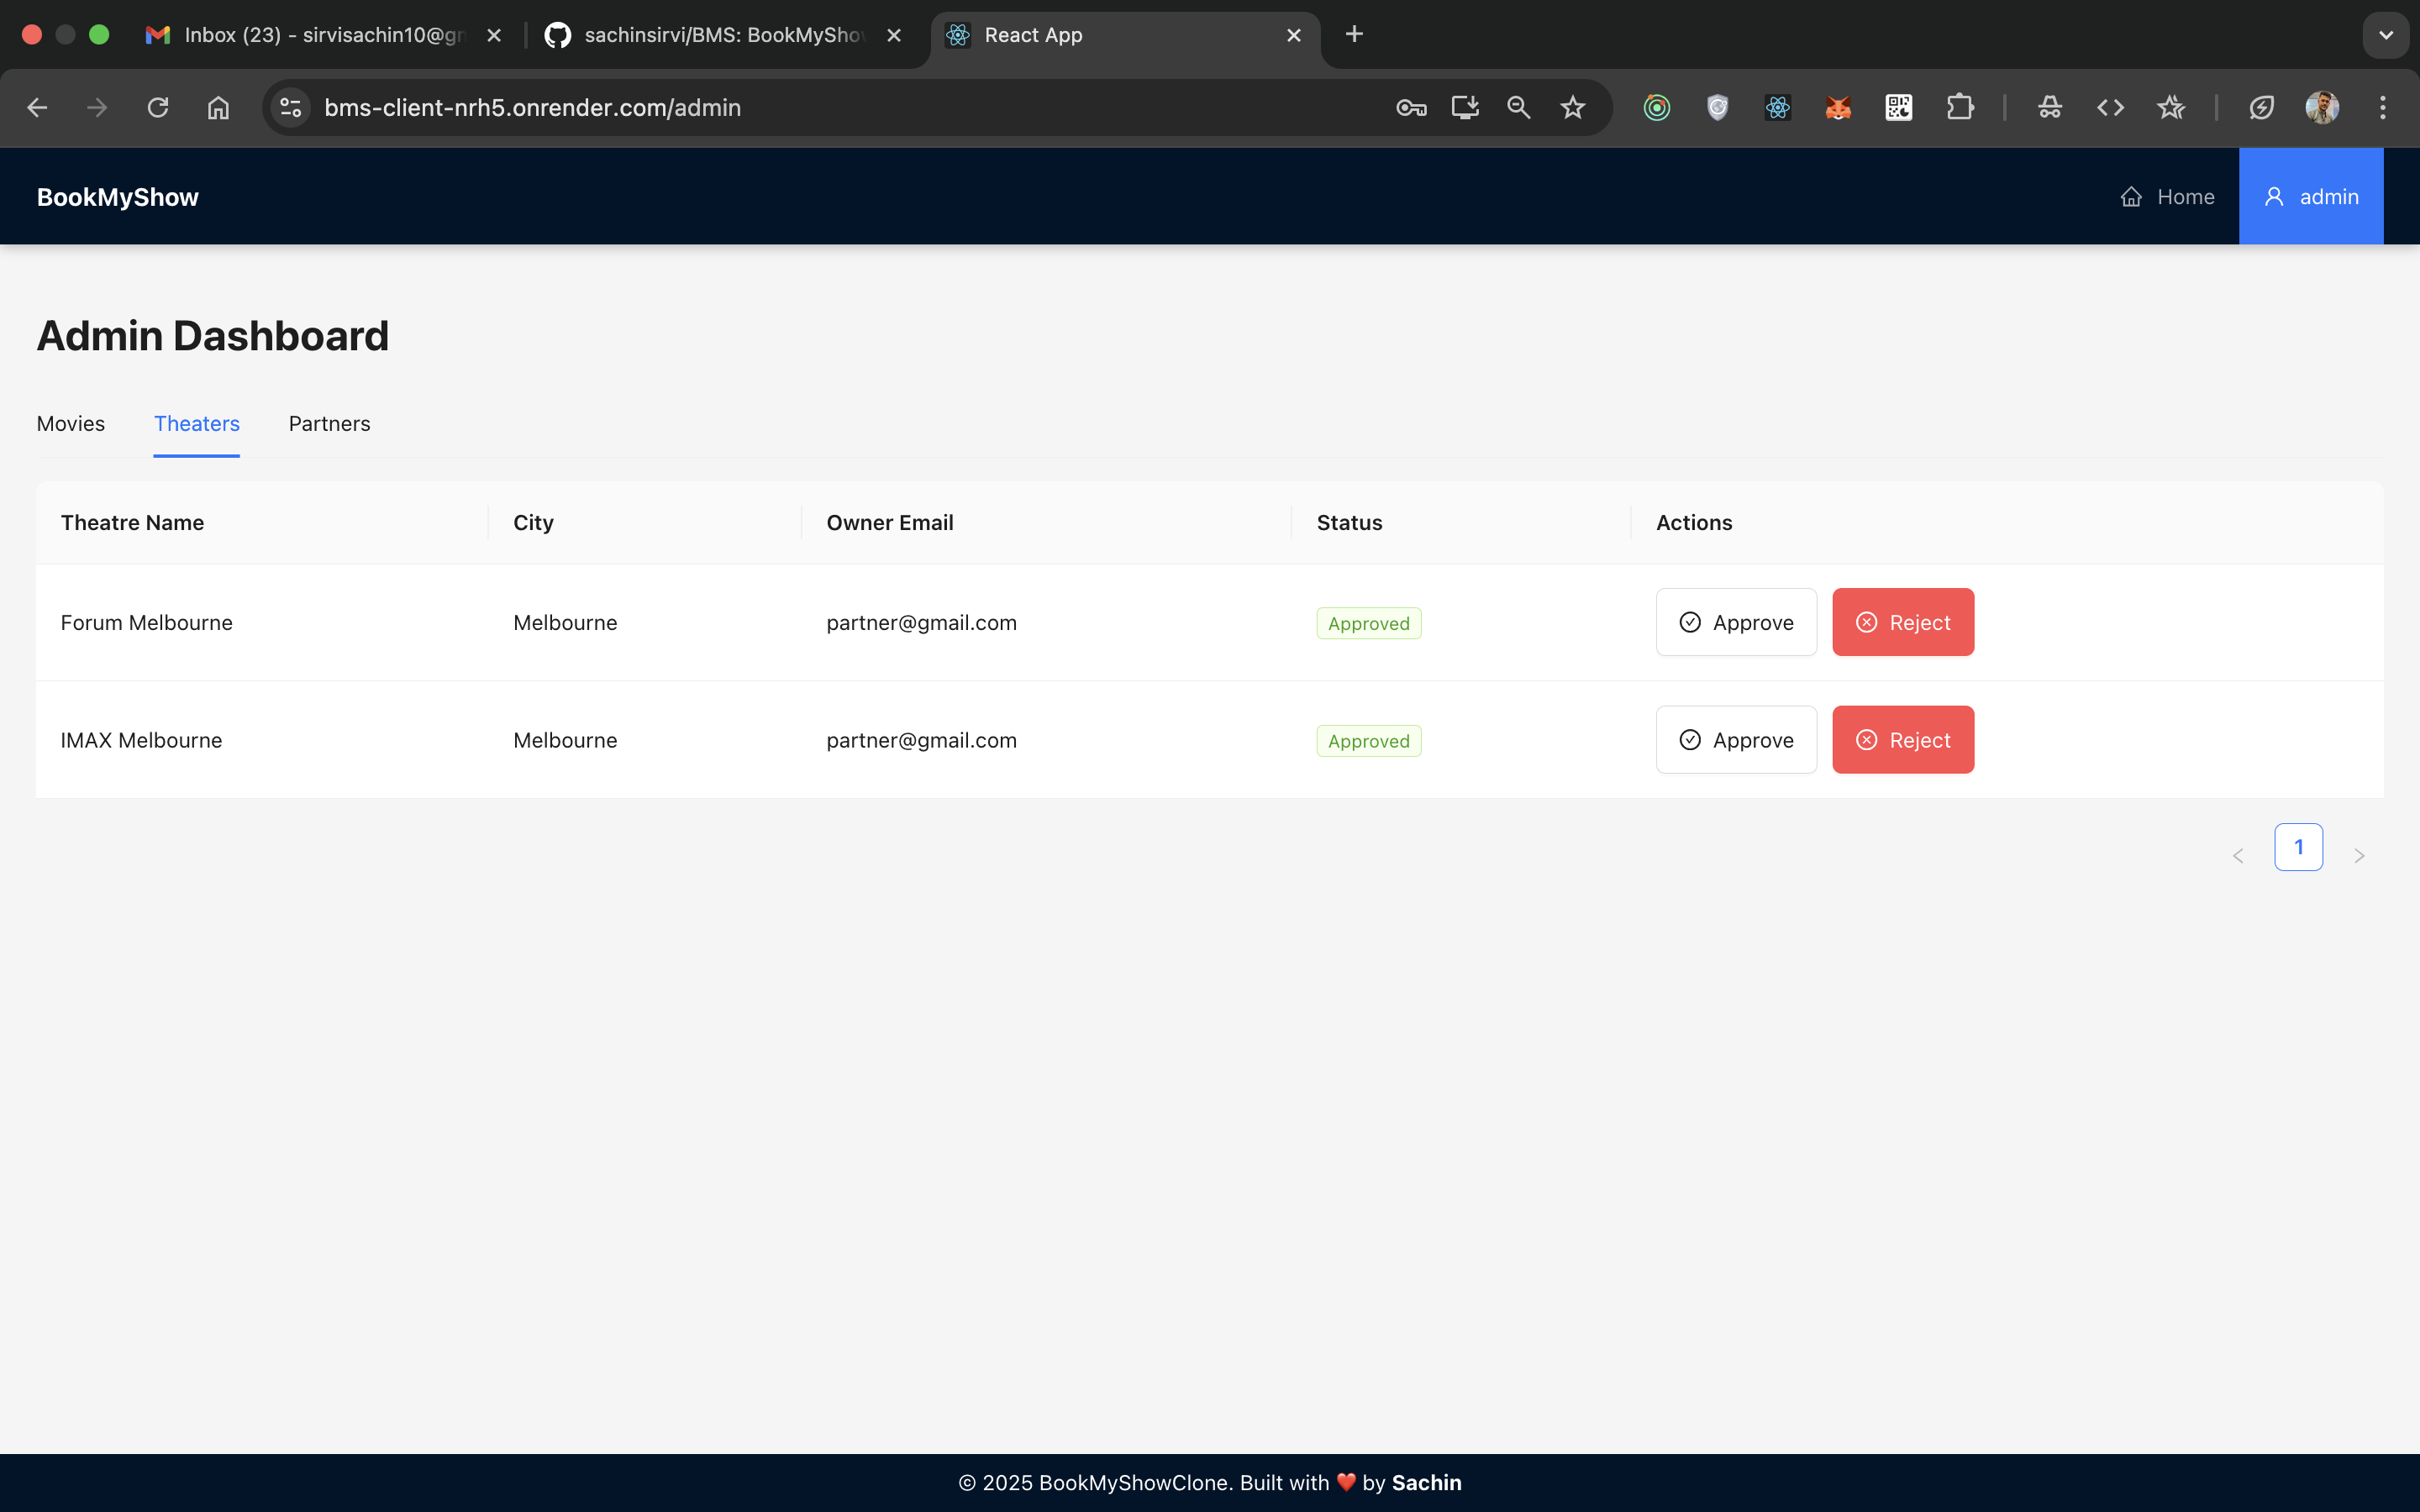 Inbox (23) - sirvisachin10@gm
sachinsirvi/BMS: BookMyShow
React App
bms-client-nrh5.onrender.com/admin
BookMyShow
Home
admin
Admin Dashboard
Movies Theaters Partners
Theatre Name City Owner Email Status Actions
Forum Melbourne Melbourne partner@gmail.com Approved Approve Reject
IMAX Melbourne Melbourne partner@gmail.com Approved Approve Reject
1
© 2025 BookMyShowClone. Built with ❤️ by Sachin